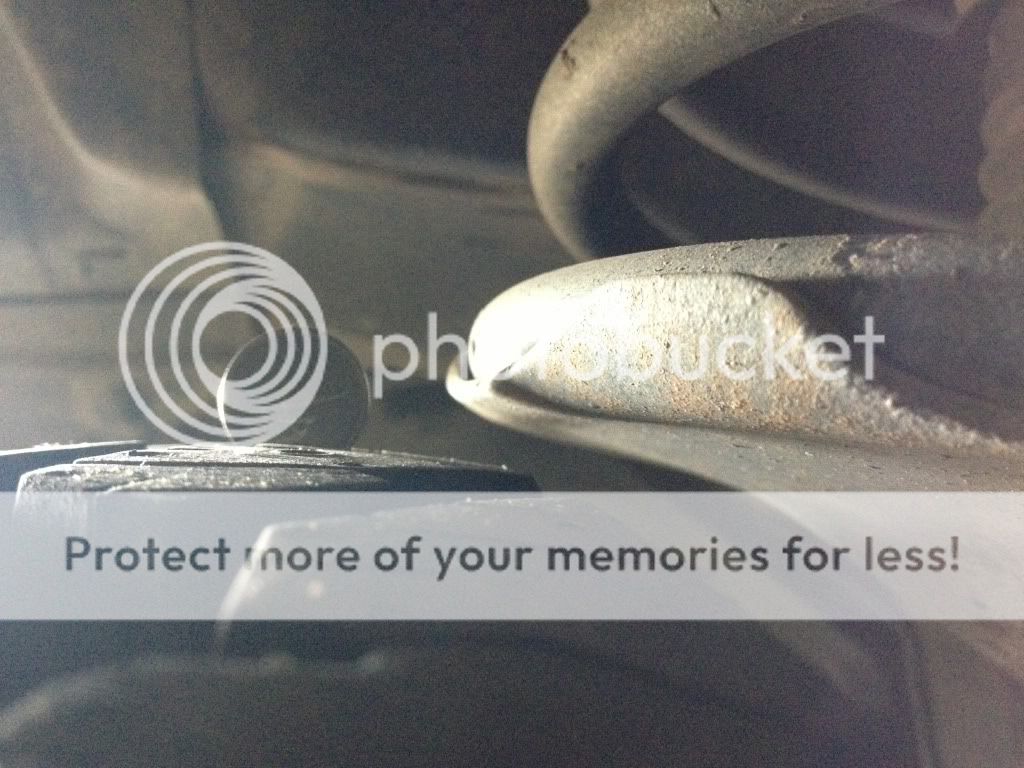 photobucket
Protect more of your memories for less!